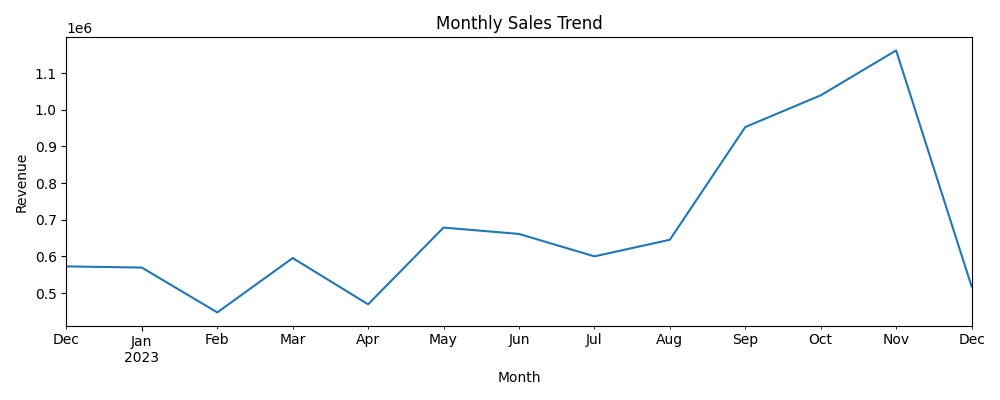 Monthly Sales Trend
1e6
1.1
1.0
0.9
0.8
0.7
0.6
0.5
Revenue
Dec Jan Feb Mar Apr May Jun Jul Aug Sep Oct Nov Dec
2023
Month